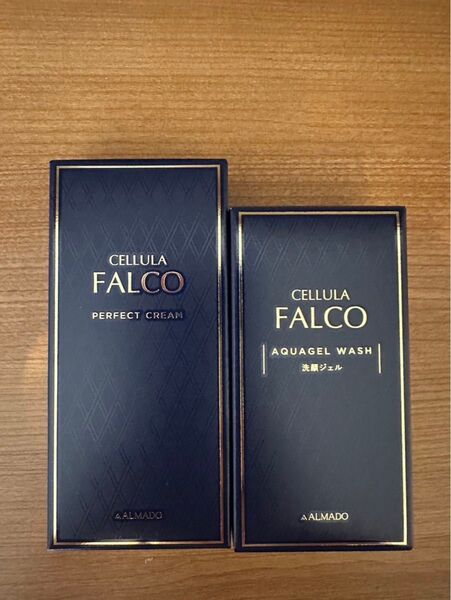 CELLULA
FALCO
PERFECT CREAM
ALMADO
CELLULA
FALCO
AQUAGEL WASH
洗顔ジェル
ALMADO